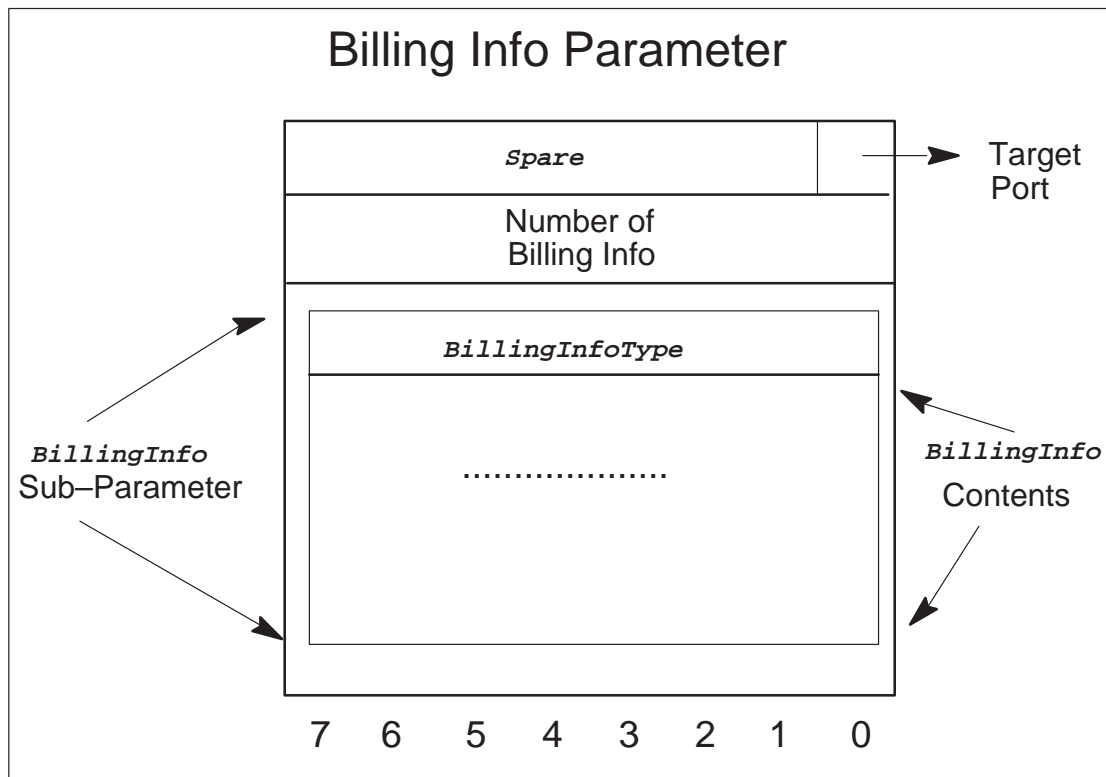 Billing Info Parameter
Spare
Target
Port
Number of
Billing Info
BillingInfoType
BillingInfo
Sub–Parameter
....................
BillingInfo
Contents
7 6 5 4 3 2 1 0